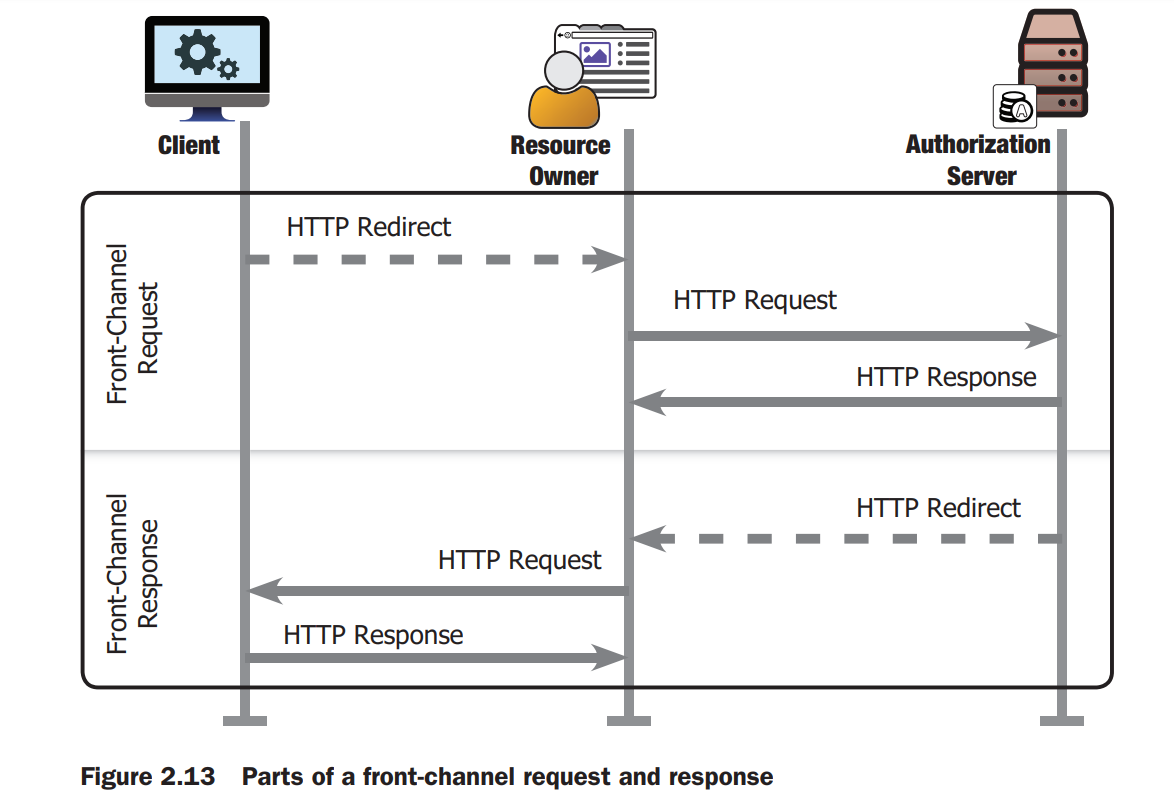 Client
Resource
Owner
Authorization
Server
Front-Channel
Request
HTTP Redirect
HTTP Request
HTTP Response
Front-Channel
Response
HTTP Redirect
HTTP Request
HTTP Response
Figure 2.13 Parts of a front-channel request and response